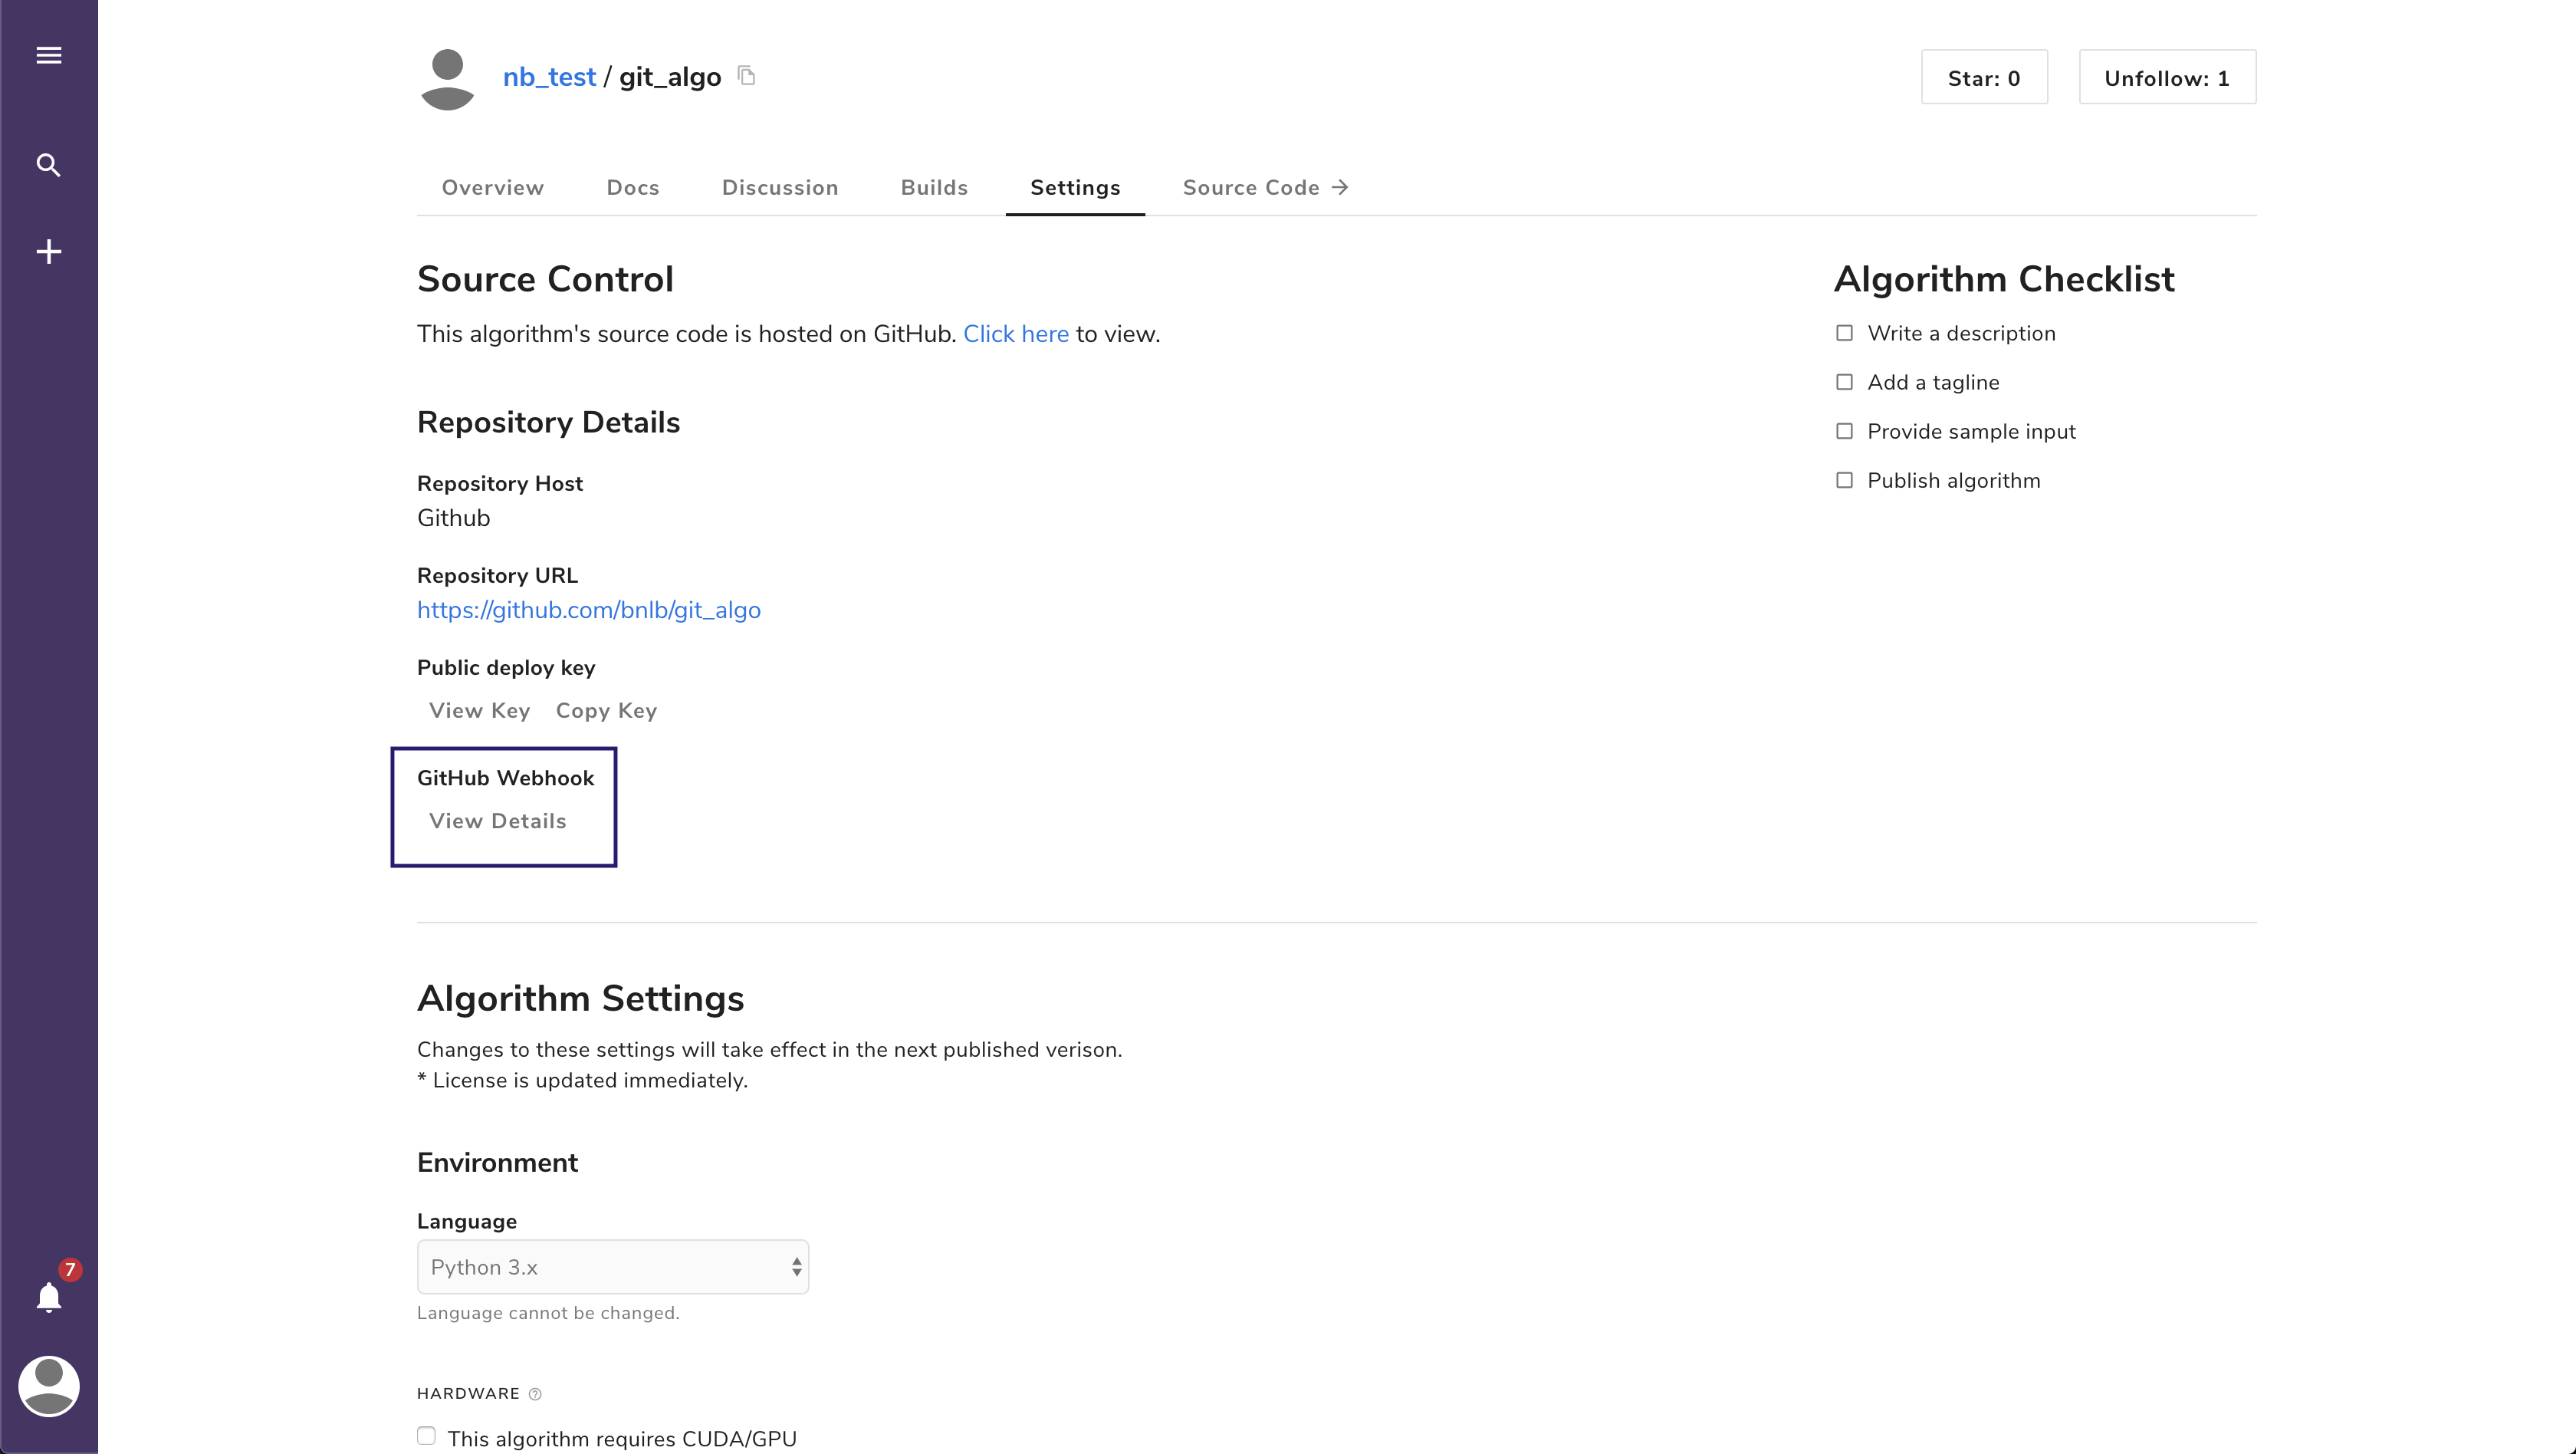 nb_test / git_algo
Star: 0
Unfollow: 1
Overview
Docs
Discussion
Builds
Settings
Source Code →
Source Control
This algorithm's source code is hosted on GitHub. Click here to view.
Repository Details
Repository Host
Github
Repository URL
https://github.com/bnlb/git_algo
Public deploy key
View Key
Copy Key
GitHub Webhook
View Details
Algorithm Checklist
Write a description
Add a tagline
Provide sample input
Publish algorithm
Algorithm Settings
Changes to these settings will take effect in the next published verison.
* License is updated immediately.
Environment
Language
Python 3.x
Language cannot be changed.
HARDWARE ?
This algorithm requires CUDA/GPU
7